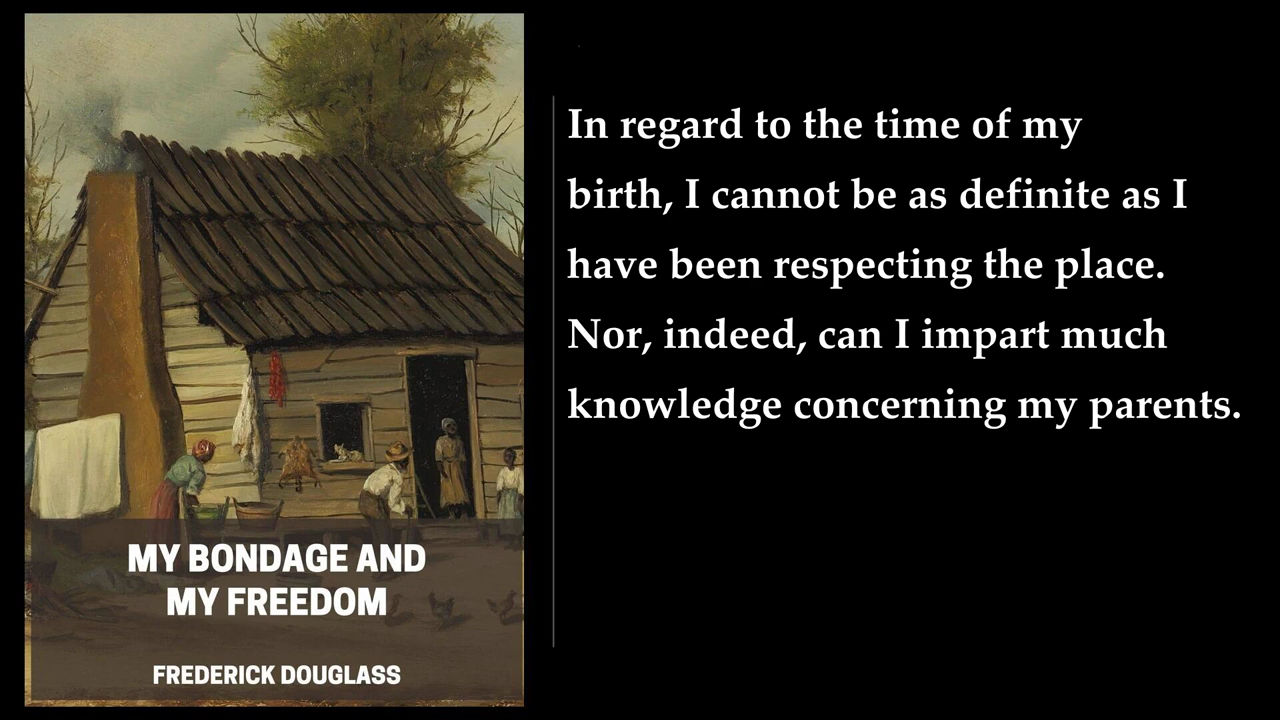 MY BONDAGE AND
MY FREEDOM
FREDERICK DOUGLASS
In regard to the time of my
birth, I cannot be as definite as I
have been respecting the place.
Nor, indeed, can I impart much
knowledge concerning my parents.